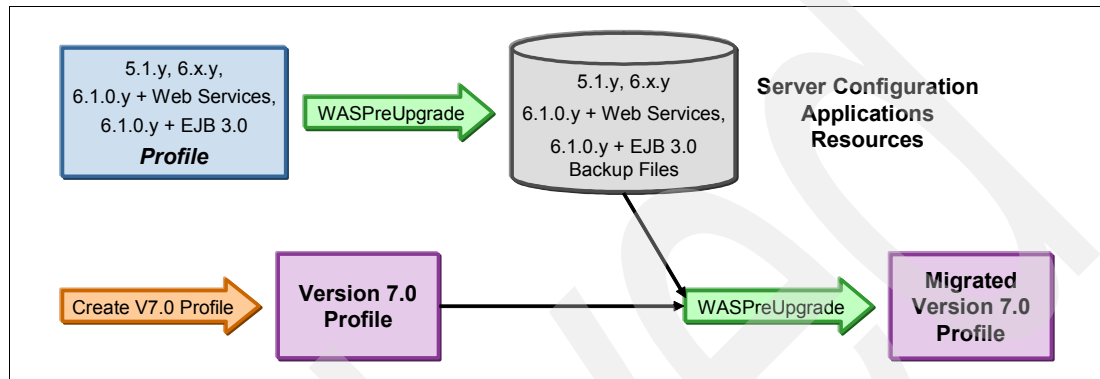 5.1.y, 6.x.y,
6.1.0.y + Web Services,
6.1.0.y + EJB 3.0
Profile
WASPreUpgrade
5.1.y, 6.x.y
6.1.0.y + Web Services,
6.1.0.y + EJB 3.0
Backup Files
Server Configuration
Applications
Resources
Create V7.0 Profile
Version 7.0
Profile
WASPreUpgrade
Migrated
Version 7.0
Profile